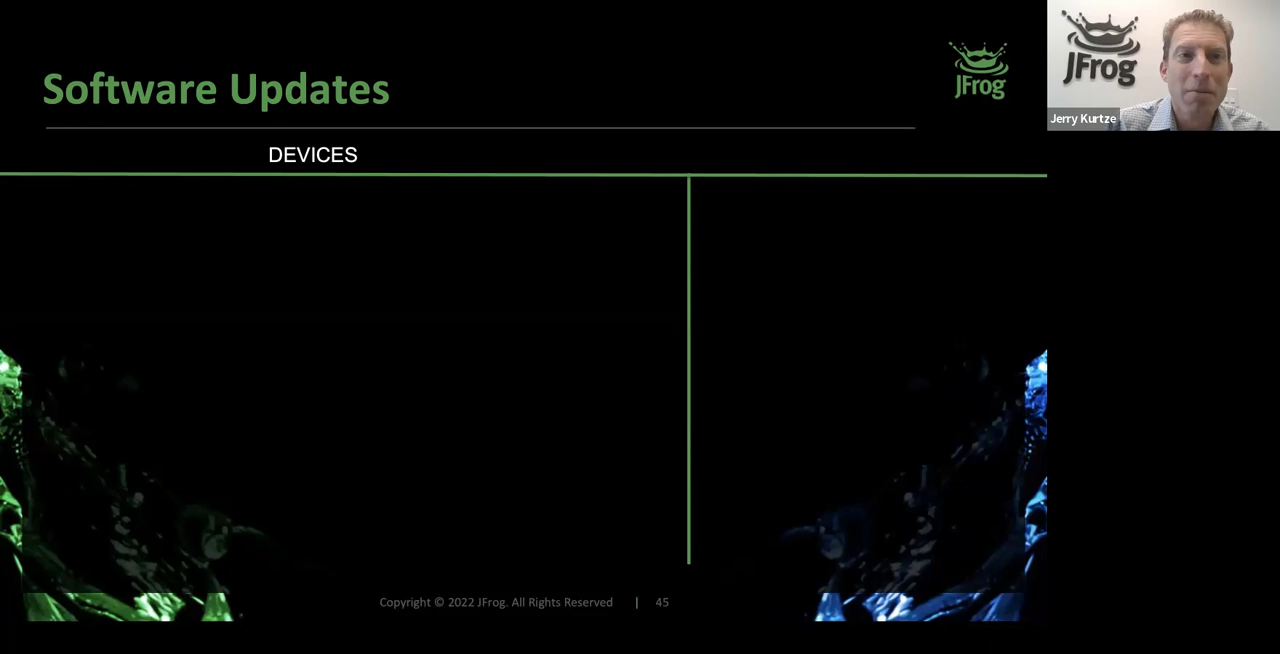 Software Updates
JFrog
JFrog
Jerry Kurtze
DEVICES
Copyright © 2022 JFrog. All Rights Reserved | 45